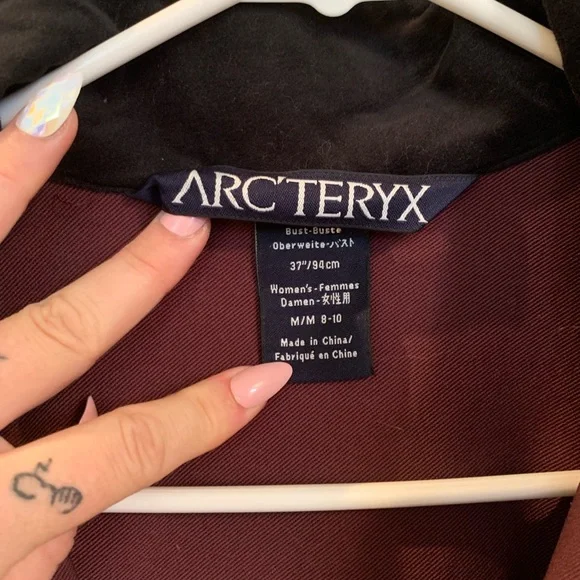 ARC'TERYX
Bust-Buste
Oberweite-バスト
37"/94cm
Women's-Femmes
Damen-女性用
M/M 8-10
Made in China/
Fabriqué en Chine